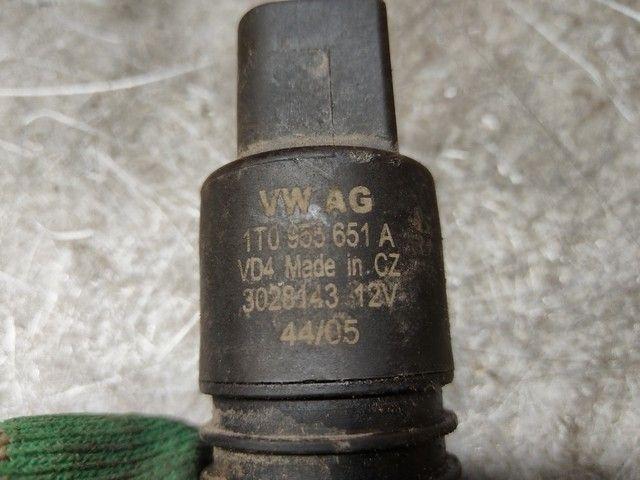 VW AG
1T0 955 651 A
VD4 Made in CZ
3028143 12V
44/05